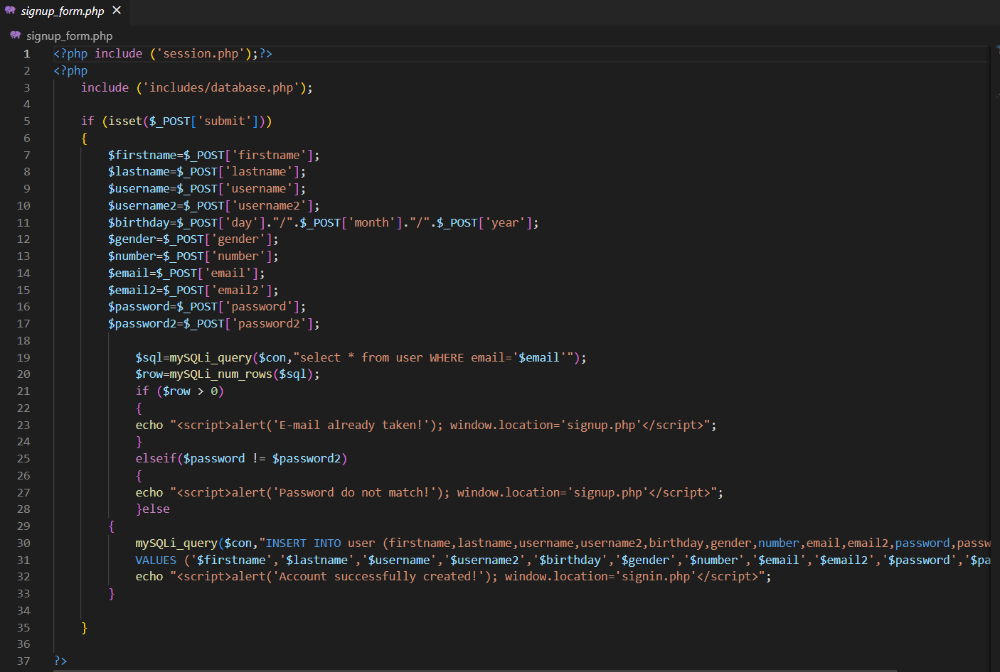 signup_form.php ×
signup_form.php
1 <?php include ('session.php');?>
2 <?php
3 include ('includes/database.php');
4
5 if (isset($_POST['submit']))
6 {
7 $firstname=$_POST['firstname'];
8 $lastname=$_POST['lastname'];
9 $username=$_POST['username'];
10 $username2=$_POST['username2'];
11 $birthday=$_POST['day']."/".$_POST['month']."/".$_POST['year'];
12 $gender=$_POST['gender'];
13 $number=$_POST['number'];
14 $email=$_POST['email'];
15 $email2=$_POST['email2'];
16 $password=$_POST['password'];
17 $password2=$_POST['password2'];
18
19 $sql=mySQLi_query($con,"select * from user WHERE email='$email'");
20 $row=mySQLi_num_rows($sql);
21 if ($row > 0)
22 {
23 echo "<script>alert('E-mail already taken!'); window.location='signup.php'</script>";
24 }
25 elseif($password != $password2)
26 {
27 echo "<script>alert('Password do not match!'); window.location='signup.php'</script>";
28 }else
29 {
30 mySQLi_query($con,"INSERT INTO user (firstname,lastname,username,username2,birthday,gender,number,email,email2,password,passw
31 VALUES ('$firstname','$lastname','$username','$username2','$birthday','$gender','$number','$email','$email2','$password','$pa
32 echo "<script>alert('Account successfully created!'); window.location='signin.php'</script>";
33 }
34
35 }
36
37 ?>